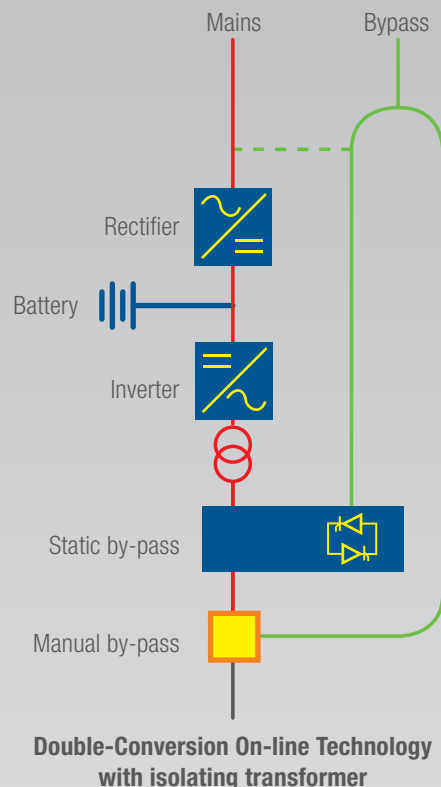 Mains
Bypass
Rectifier
Battery
Inverter
Static by-pass
Manual by-pass
Double-Conversion On-line Technology
with isolating transformer